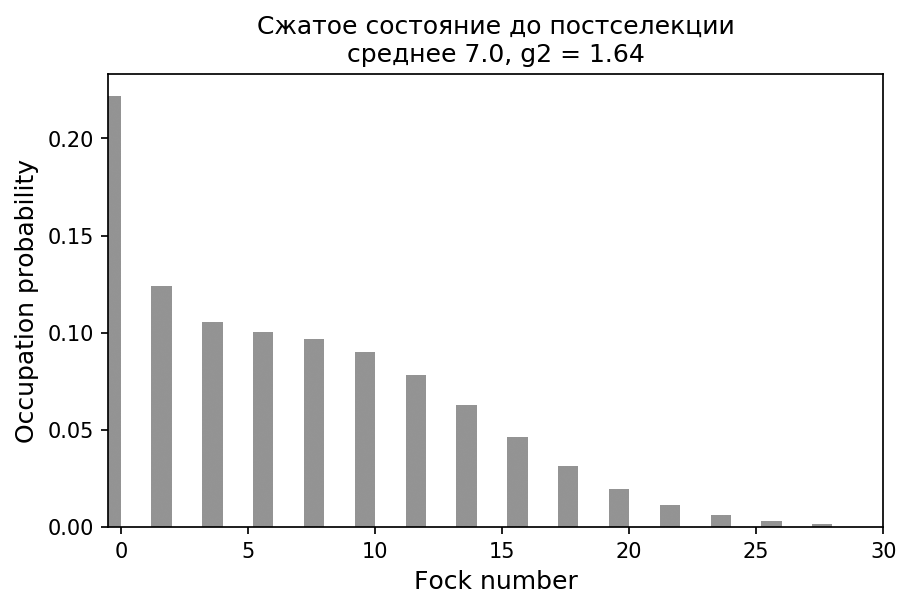 Сжатое состояние до постселекции
среднее 7.0, g2 = 1.64
Occupation probability
0.20
0.15
0.10
0.05
0.00
0 5 10 15 20 25 30
Fock number